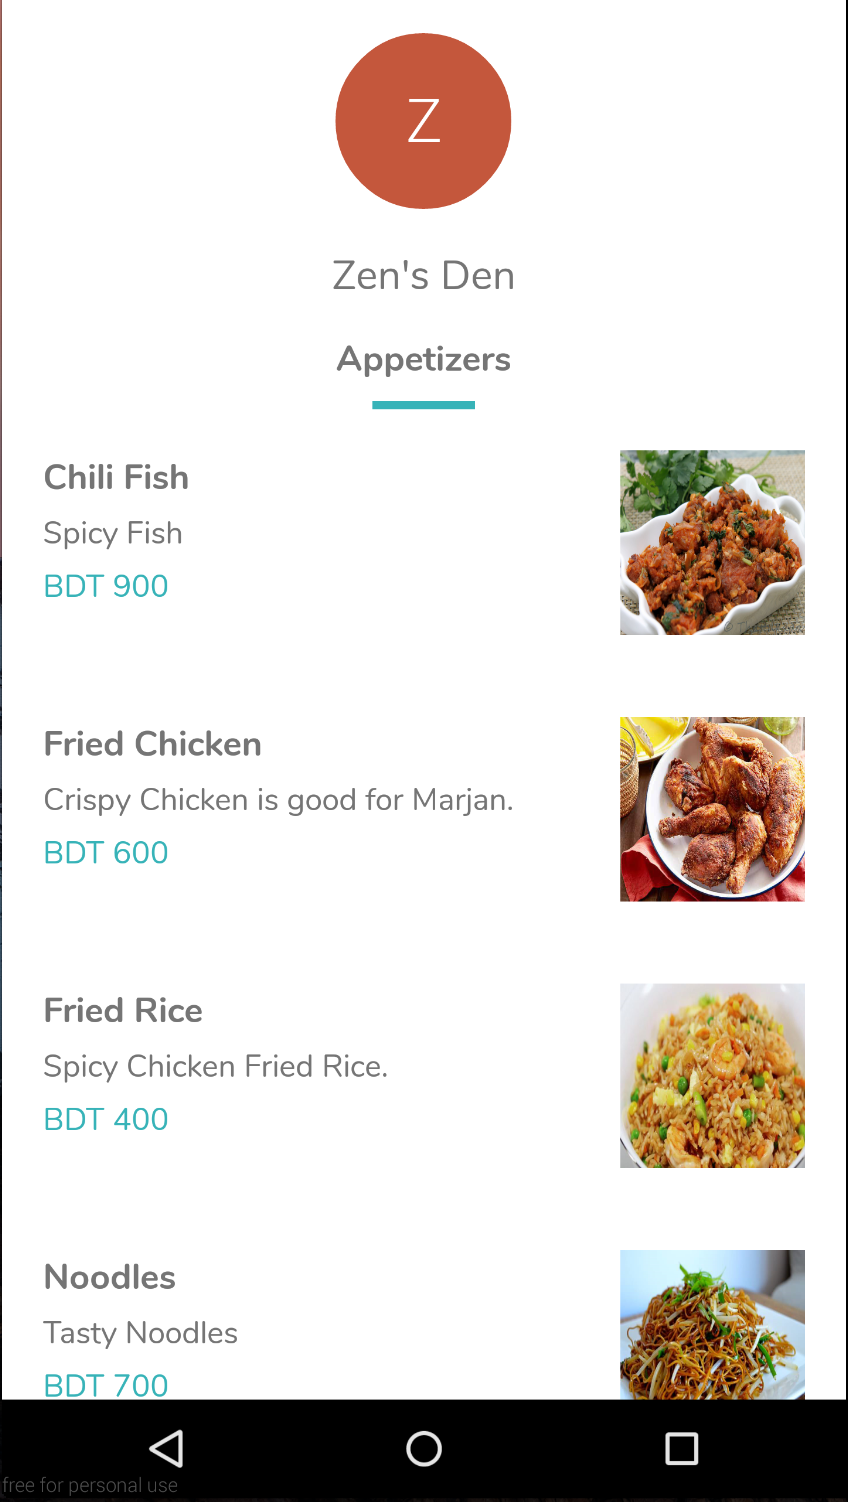 Z
Zen's Den
Appetizers
Chili Fish
Spicy Fish
BDT 900
Fried Chicken
Crispy Chicken is good for Marjan.
BDT 600
Fried Rice
Spicy Chicken Fried Rice.
BDT 400
Noodles
Tasty Noodles
BDT 700
free for personal use